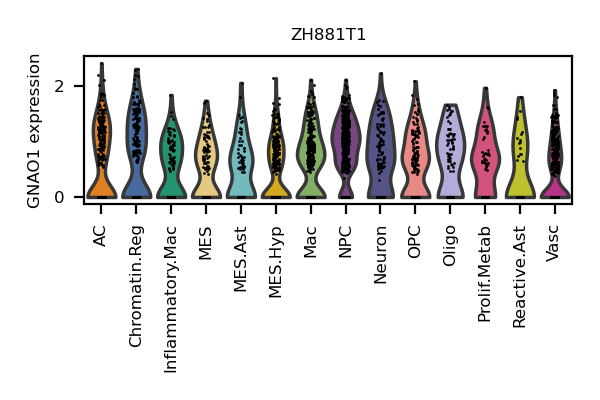 ZH881T1
GNAO1 expression
2
0
AC
Chromatin.Reg
Inflammatory.Mac
MES
MES.Ast
MES.Hyp
Mac
NPC
Neuron
OPC
Oligo
Prolif.Metab
Reactive.Ast
Vasc